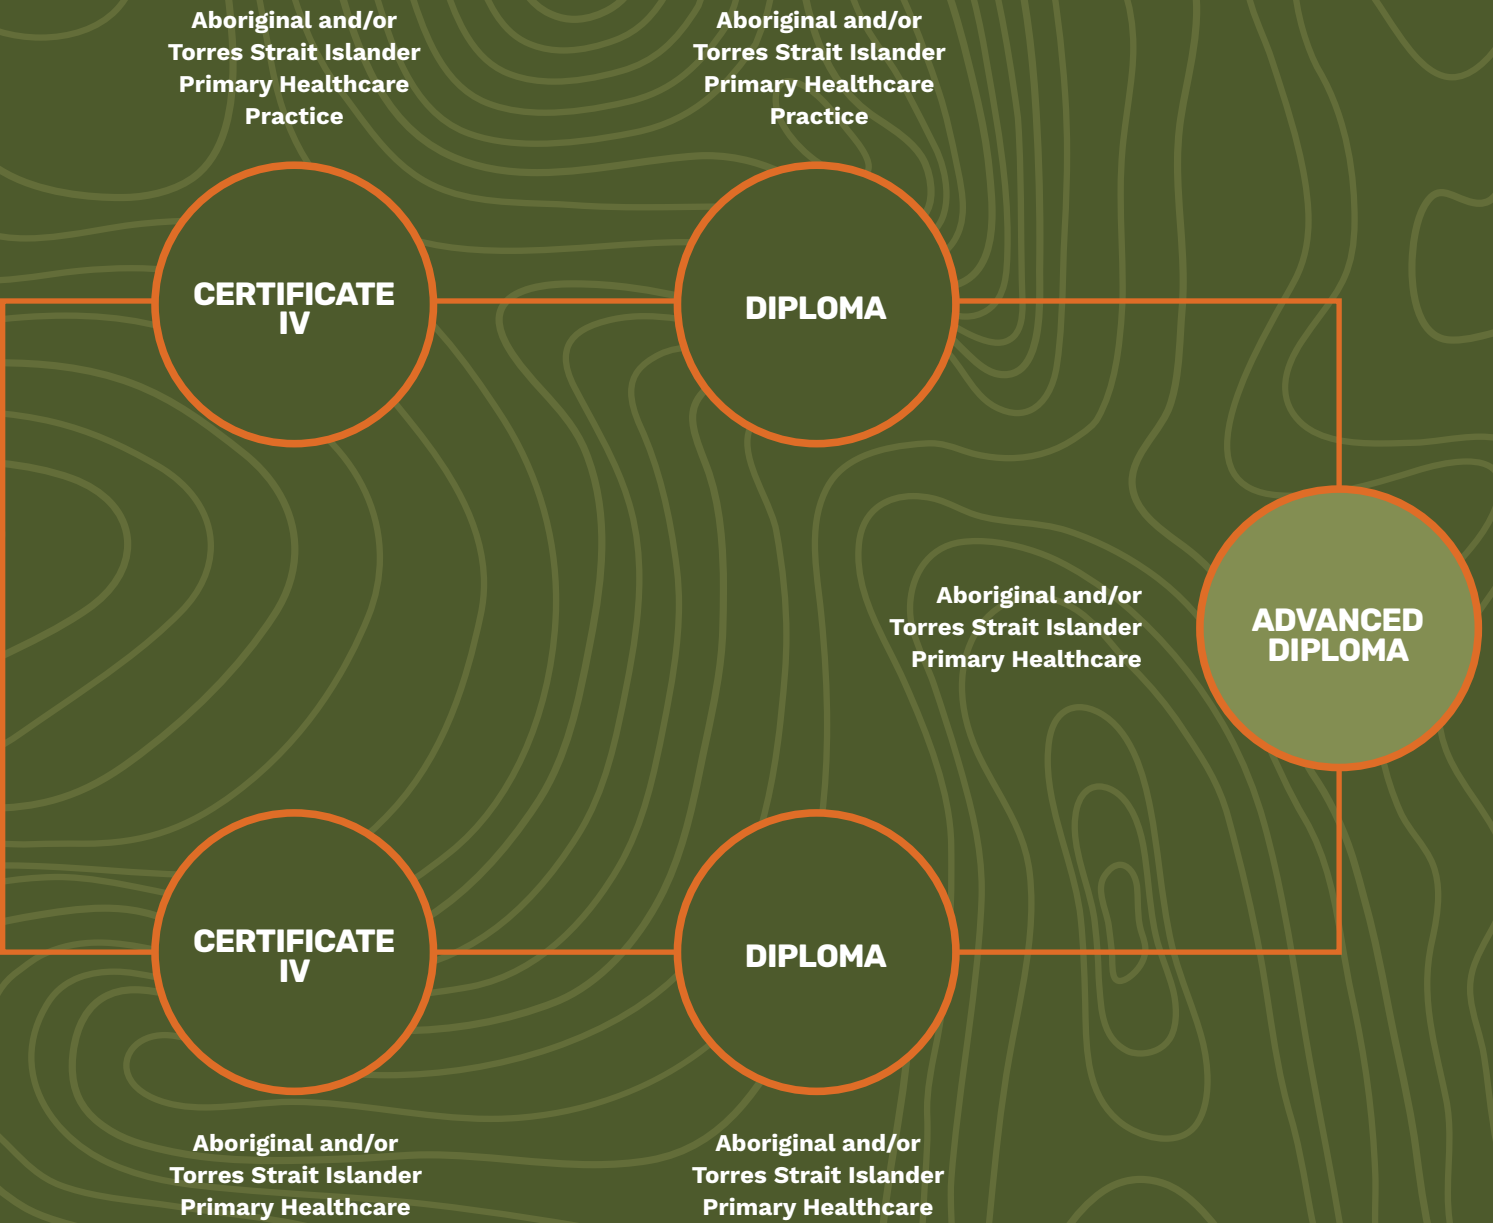 Aboriginal and/or
Torres Strait Islander
Primary Healthcare
Practice
Aboriginal and/or
Torres Strait Islander
Primary Healthcare
Practice
CERTIFICATE
IV
DIPLOMA
Aboriginal and/or
Torres Strait Islander
Primary Healthcare
ADVANCED
DIPLOMA
CERTIFICATE
IV
DIPLOMA
Aboriginal and/or
Torres Strait Islander
Primary Healthcare
Aboriginal and/or
Torres Strait Islander
Primary Healthcare